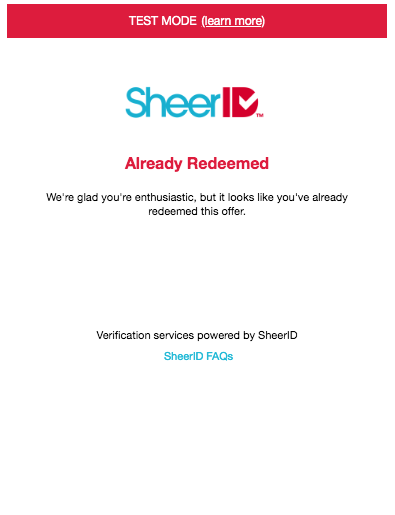 TEST MODE (learn more)
SheerID™
Already Redeemed
We're glad you're enthusiastic, but it looks like you've already
redeemed this offer.
Verification services powered by SheerID
SheerID FAQs